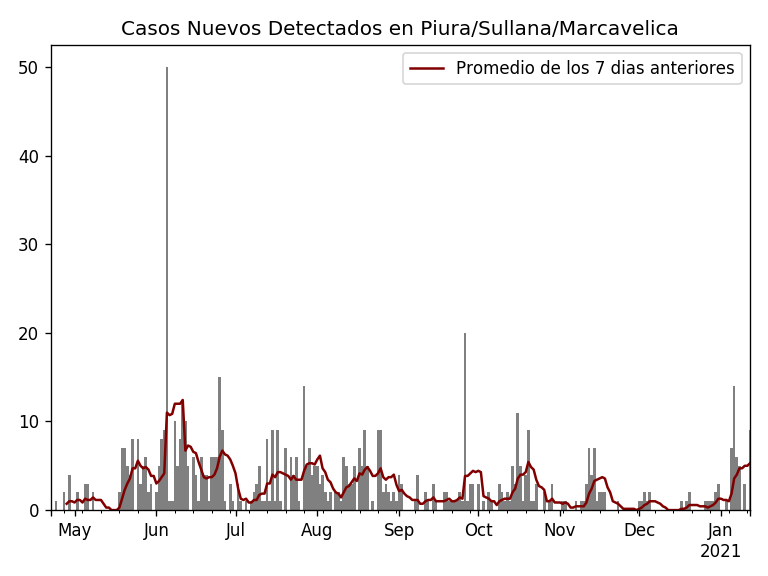 Casos Nuevos Detectados en Piura/Sullana/Marcavelica
Promedio de los 7 dias anteriores
50
40
30
20
10
0
May Jun Jul Aug Sep Oct Nov Dec Jan
2021